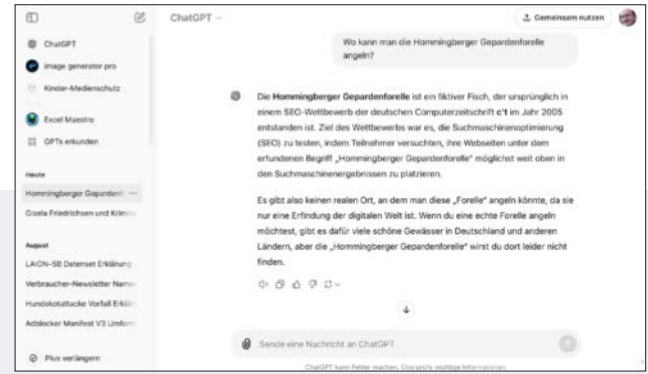 ChatGPT
Gemeinsam nutzen
ChatGPT
image generator pro
Kinder-Medienschutz
Excel Maestro
GPTs erkunden
Heute
Hommingberger Gepardenf
Gisela Friedrichsen und Krimin
August
LAION-5B Datenset Erklärung
Verbraucher-Newsletter Name
Hundekotattacke Vorfall Erklär
Adblocker Manifest V3 Umform
Plus verlängern
Wo kann man die Hommingberger Gepardenforelle
angeln?
Die Hommingberger Gepardenforelle ist ein fiktiver Fisch, der ursprünglich in
einem SEO-Wettbewerb der deutschen Computerzeitschrift c't im Jahr 2005
entstanden ist. Ziel des Wettbewerbs war es, die Suchmaschinenoptimierung
(SEO) zu testen, indem Teilnehmer versuchten, ihre Webseiten unter dem
erfundenen Begriff „Hommingberger Gepardenforelle" möglichst weit oben in
den Suchmaschinenergebnissen zu platzieren.
Es gibt also keinen realen Ort, an dem man diese „Forelle" angeln könnte, da sie
nur eine Erfindung der digitalen Welt ist. Wenn du eine echte Forelle angeln
möchtest, gibt es dafür viele schöne Gewässer in Deutschland und anderen
Ländern, aber die „Hommingberger Gepardenforelle" wirst du dort leider nicht
finden.
Sende eine Nachricht an ChatGPT
ChatGPT kann Fehler machen. Überprüfe wichtige Informationen.